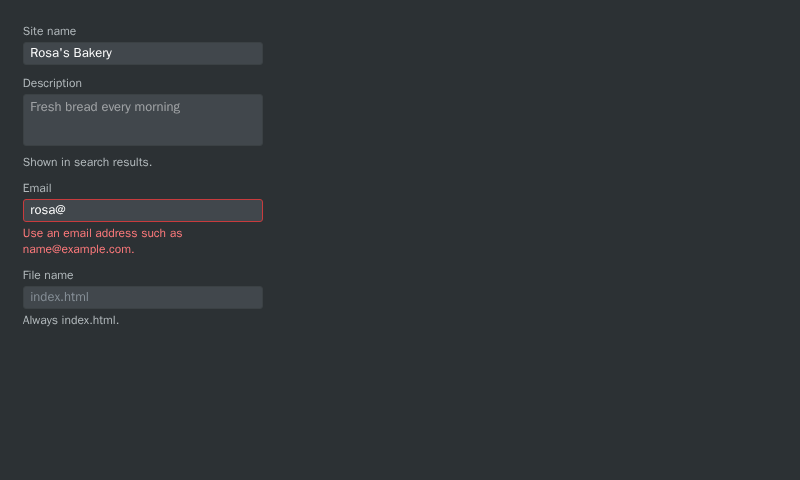 Site name
Rosa's Bakery
Description
Fresh bread every morning
Shown in search results.
Email
rosa@
Use an email address such as
name@example.com.
File name
index.html
Always index.html.